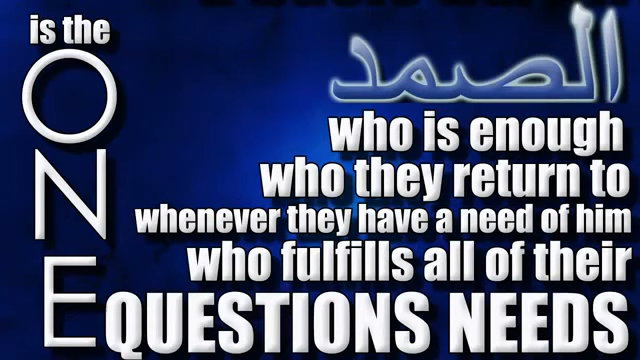 الصمد
is the
ONE
who is enough
who they return to
whenever they have a need of him
who fulfills all of their
QUESTIONS NEEDS